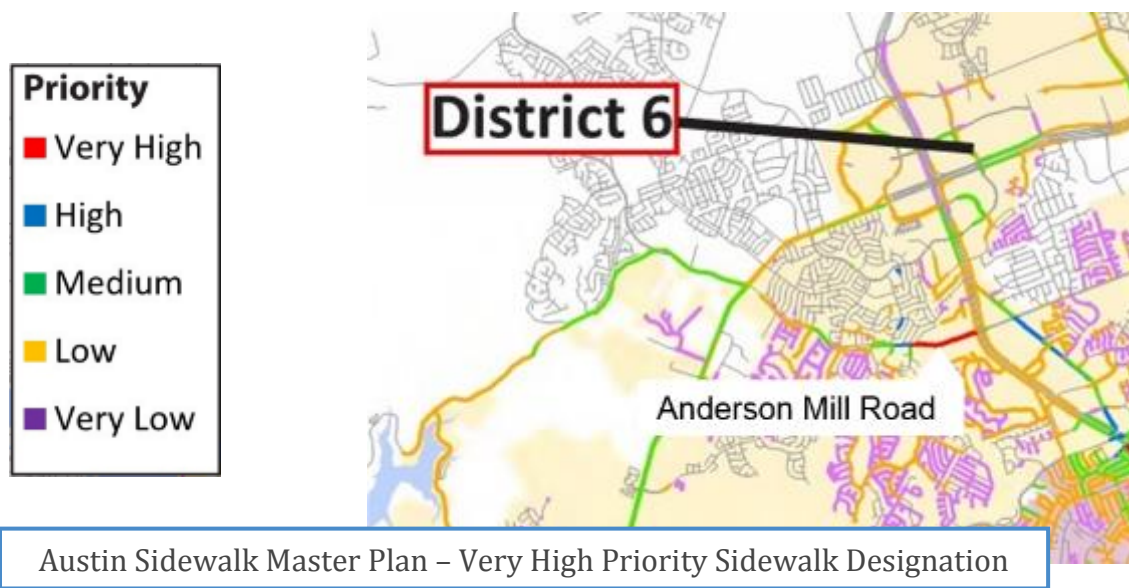 Priority
Very High
High
Medium
Low
Very Low
District 6
Anderson Mill Road
Austin Sidewalk Master Plan – Very High Priority Sidewalk Designation